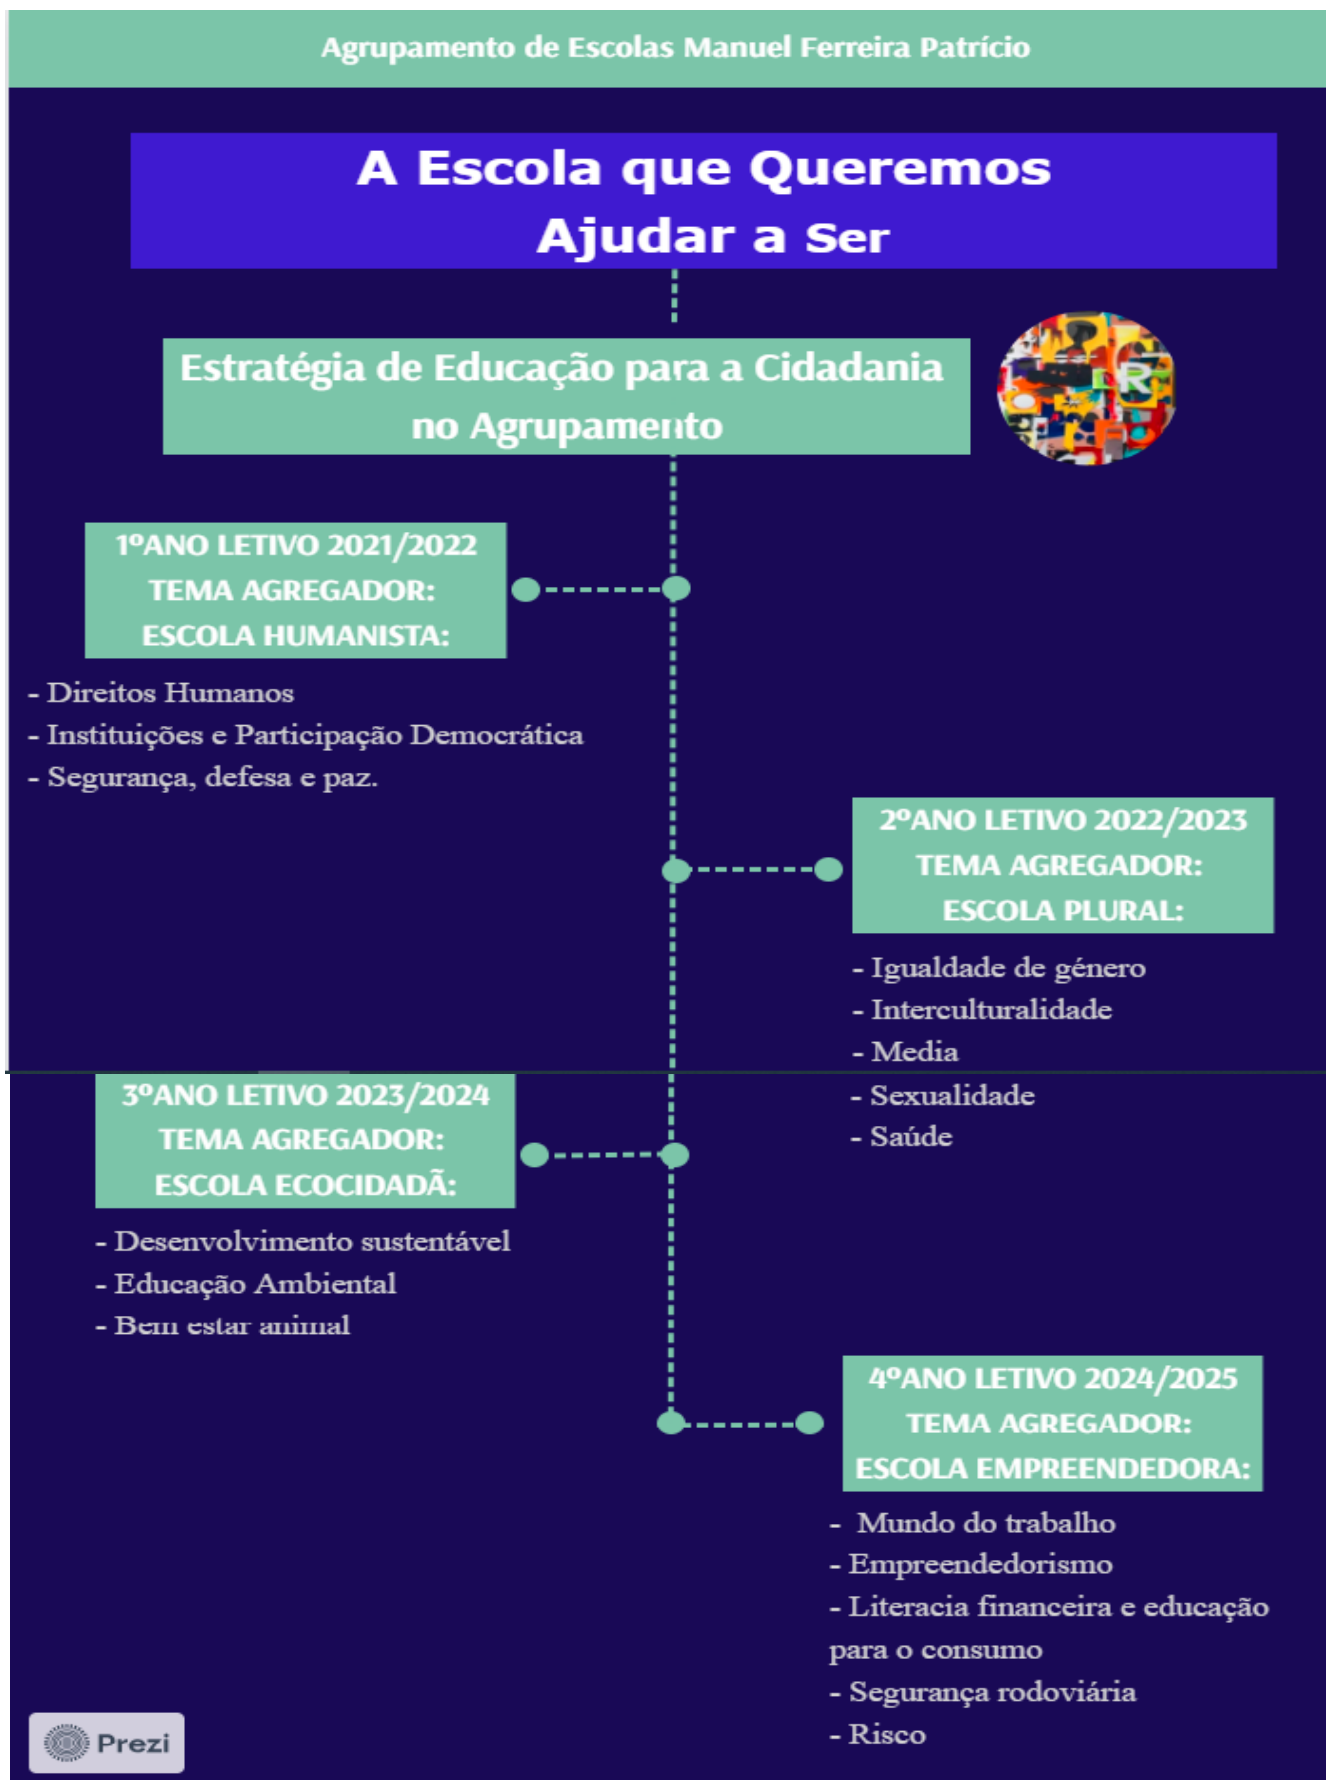 Agrupamento de Escolas Manuel Ferreira Patrício
A Escola que Queremos
Ajudar a Ser
Estratégia de Educação para a Cidadania
no Agrupamento
R
1ºANO LETIVO 2021/2022
TEMA AGREGADOR:
ESCOLA HUMANISTA:
- Direitos Humanos
- Instituições e Participação Democrática
- Segurança, defesa e paz.
2ºANO LETIVO 2022/2023
TEMA AGREGADOR:
ESCOLA PLURAL:
- Igualdade de género
- Interculturalidade
- Media
- Sexualidade
- Saúde
3ºANO LETIVO 2023/2024
TEMA AGREGADOR:
ESCOLA ECOCIDADÃ:
- Desenvolvimento sustentável
- Educação Ambiental
- Bem estar animal
4ºANO LETIVO 2024/2025
TEMA AGREGADOR:
ESCOLA EMPREENDEDORA:
- Mundo do trabalho
- Empreendedorismo
- Literacia financeira e educação
para o consumo
- Segurança rodoviária
- Risco
Prezi